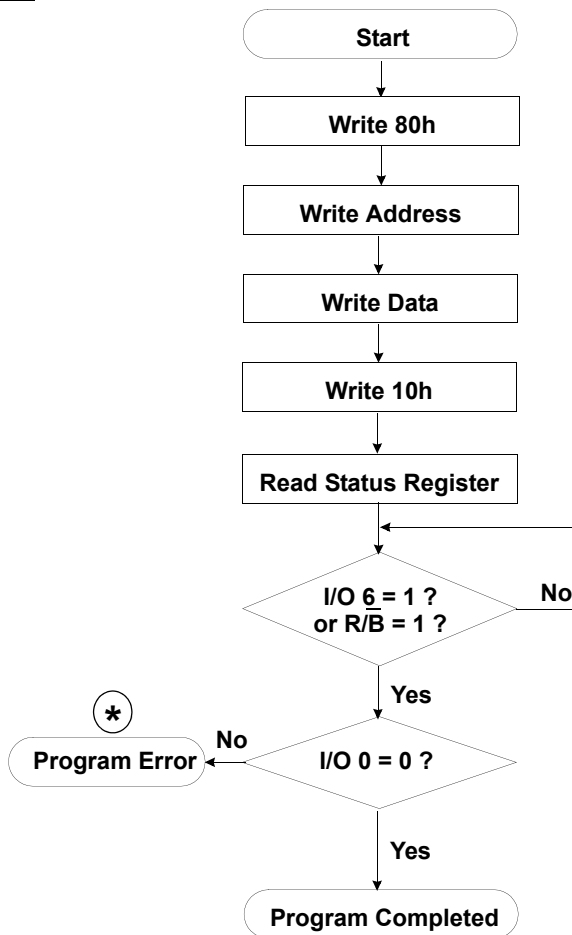 Start
Write 80h
Write Address
Write Data
Write 10h
Read Status Register
I/O 6 = 1 ?
or R/B̅ = 1 ?
No
Yes
*
No
Program Error
I/O 0 = 0 ?
Yes
Program Completed